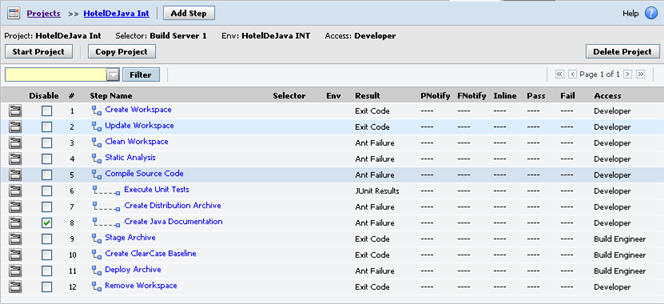 Projects >> HotelDeJava Int Add Step Help ?
Project: HotelDeJava Int Selector: Build Server 1 Env: HotelDeJava INT Access: Developer
Start Project Copy Project Delete Project
Filter Page 1 of 1
Disable # Step Name Selector Env Result PNotify FNotify Inline Pass Fail Access
1 Create Workspace Exit Code ---- ---- ---- ---- ---- Developer
2 Update Workspace Exit Code ---- ---- ---- ---- ---- Developer
3 Clean Workspace Ant Failure ---- ---- ---- ---- ---- Developer
4 Static Analysis Ant Failure ---- ---- ---- ---- ---- Developer
5 Compile Source Code Ant Failure ---- ---- ---- ---- ---- Developer
6 Execute Unit Tests JUnit Results ---- ---- ---- ---- ---- Developer
7 Create Distribution Archive Ant Failure ---- ---- ---- ---- ---- Developer
8 Create Java Documentation Ant Failure ---- ---- ---- ---- ---- Developer
9 Stage Archive Exit Code ---- ---- ---- ---- ---- Build Engineer
10 Create ClearCase Baseline Exit Code ---- ---- ---- ---- ---- Build Engineer
11 Deploy Archive Ant Failure ---- ---- ---- ---- ---- Build Engineer
12 Remove Workspace Exit Code ---- ---- ---- ---- ---- Developer